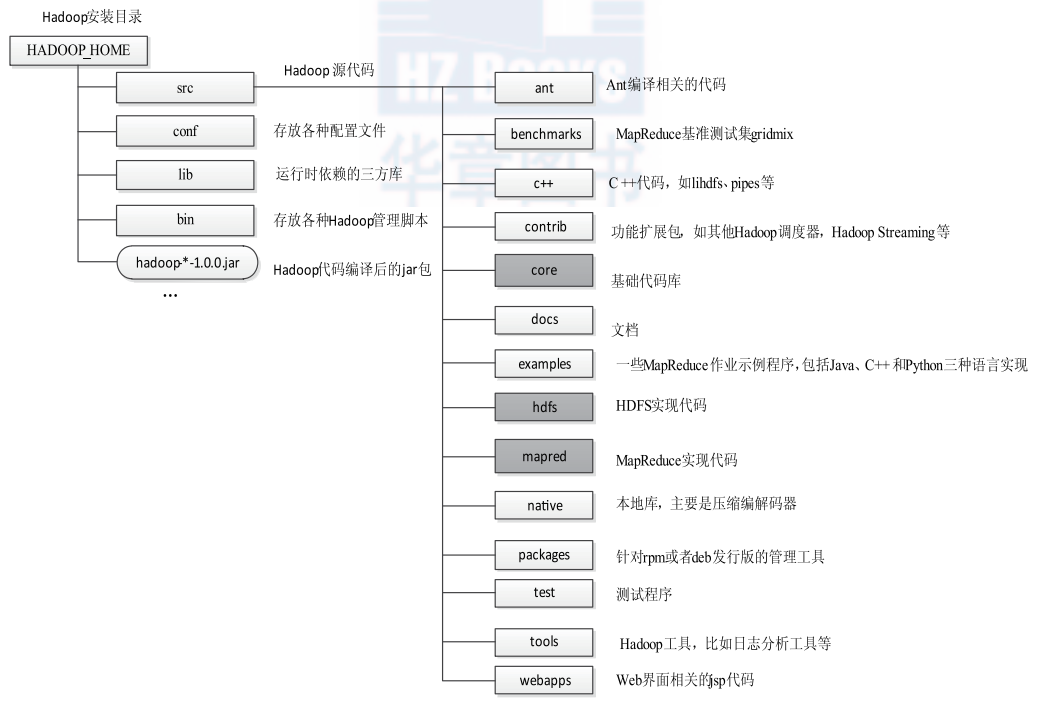 Hadoop安装目录
HADOOP_HOME
src
Hadoop 源代码
conf
存放各种配置文件
lib
运行时依赖的三方库
bin
存放各种Hadoop管理脚本
hadoop-*-1.0.0.jar
Hadoop代码编译后的jar包
...
HZ Books
华章图书
ant
Ant编译相关的代码
benchmarks
MapReduce基准测试集gridmix
c++
C ++代码，如lihdfs、pipes等
contrib
功能扩展包，如其他Hadoop调度器，Hadoop Streaming等
core
基础代码库
docs
文档
examples
一些MapReduce作业示例程序，包括Java、C++和Python三种语言实现
hdfs
HDFS实现代码
mapred
MapReduce实现代码
native
本地库，主要是压缩编解码器
packages
针对rpm或者deb发行版的管理工具
test
测试程序
tools
Hadoop工具，比如日志分析工具等
webapps
Web界面相关的jsp代码